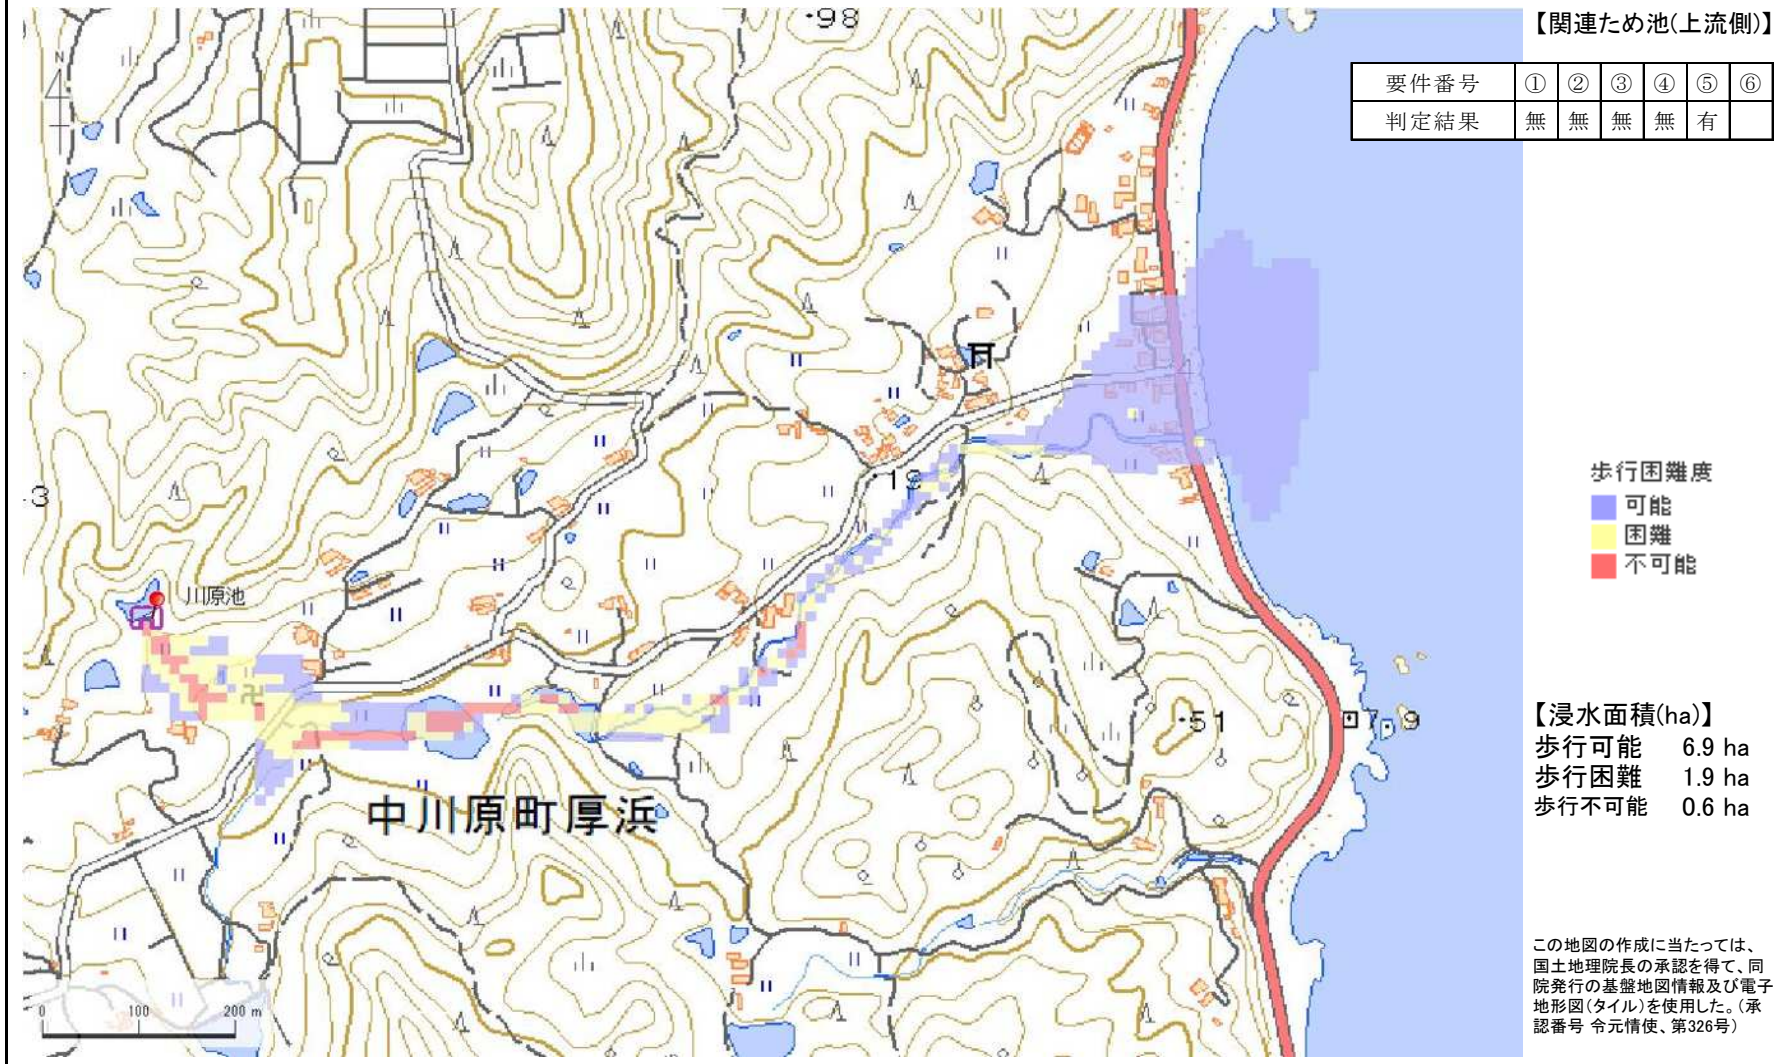 【関連ため池(上流側)】
要件番号 ① ② ③ ④ ⑤ ⑥
判定結果 無 無 無 無 有
N
98
19
3
川原池
51
9
中川原町厚浜
歩行困難度
可能
困難
不可能
【浸水面積(ha)】
歩行可能 6.9 ha
歩行困難 1.9 ha
歩行不可能 0.6 ha
この地図の作成に当たっては、
国土地理院長の承認を得て、同
院発行の基盤地図情報及び電子
地形図(タイル)を使用した。(承
認番号 令元情使、第326号)
0 100 200 m